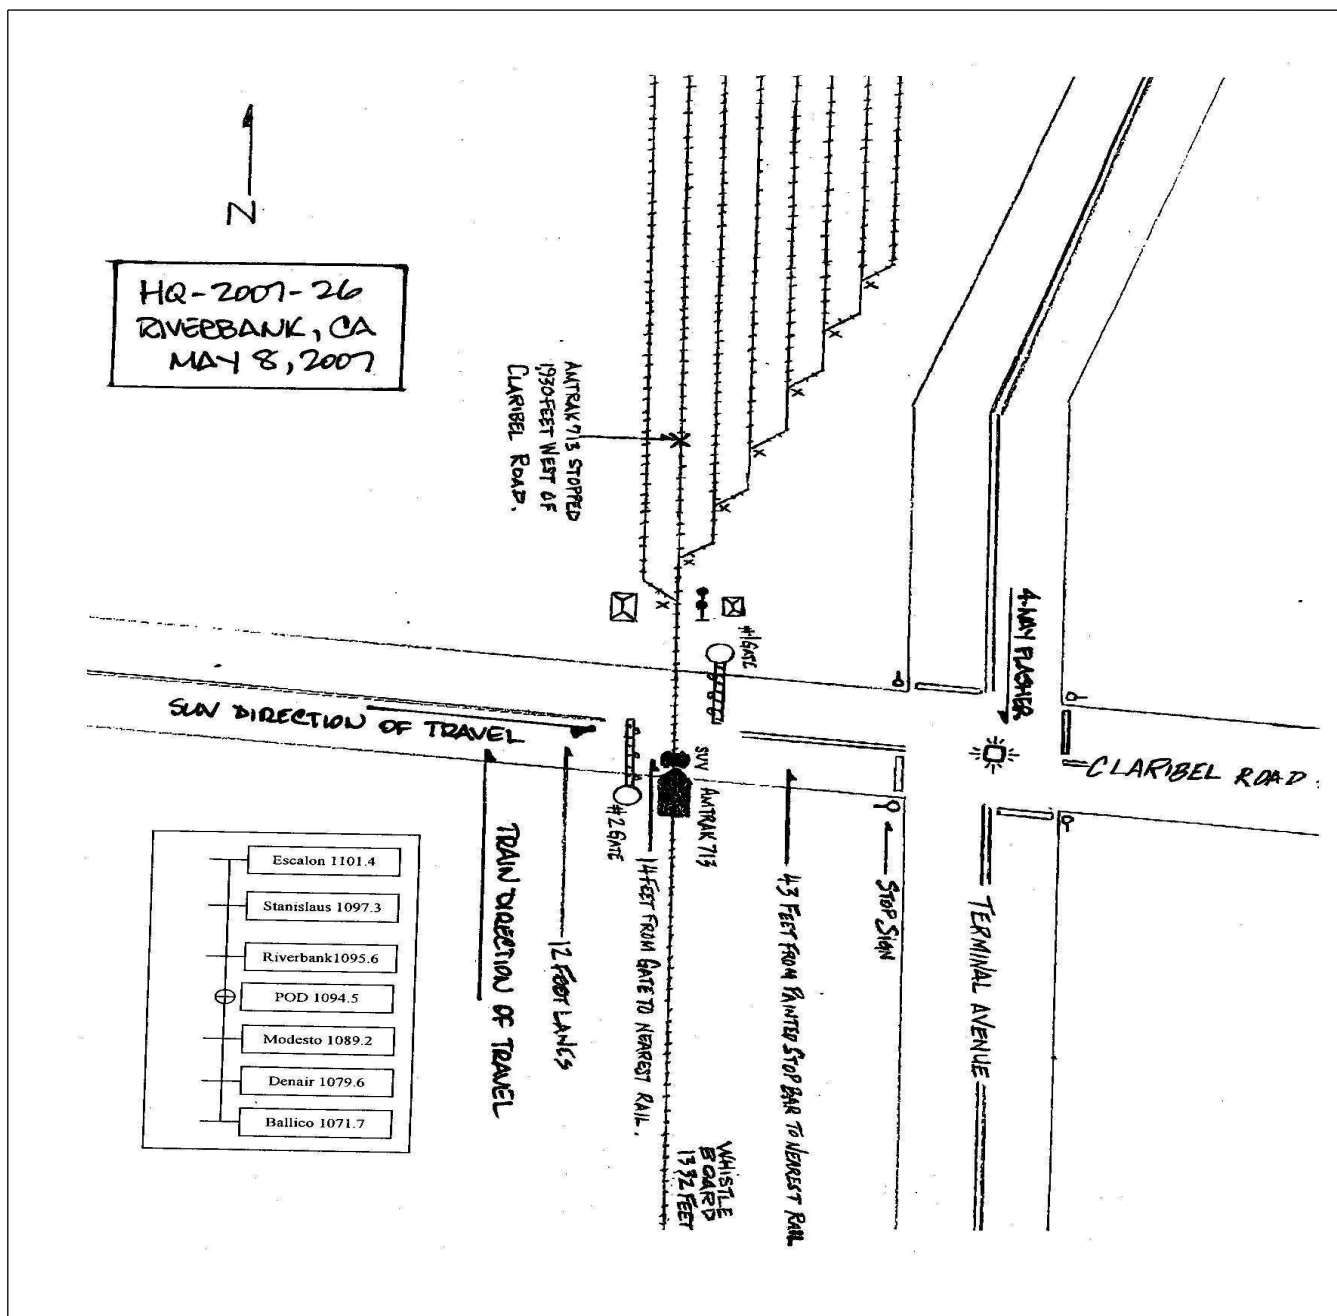 N
HQ-2007-26
RIVERBANK, CA
MAY 8, 2007
AMTRAK 713 STOPPED
1930 FEET WEST OF
CLARIBEL ROAD.
#1 GATE
4-WAY FLASHER
SUV DIRECTION OF TRAVEL
SUV
AMTRAK 713
#2 GATE
CLARIBEL ROAD
TRAIN DIRECTION OF TRAVEL
12 FOOT LANES
14 FEET FROM GATE TO NEAREST RAIL.
43 FEET FROM PAINTED STOP BAR TO NEAREST RAIL
STOP SIGN
TERMINAL AVENUE
WHISTLE
BOARD
1332 FEET
Escalon 1101.4
Stanislaus 1097.3
Riverbank1095.6
POD 1094.5
Modesto 1089.2
Denair 1079.6
Ballico 1071.7